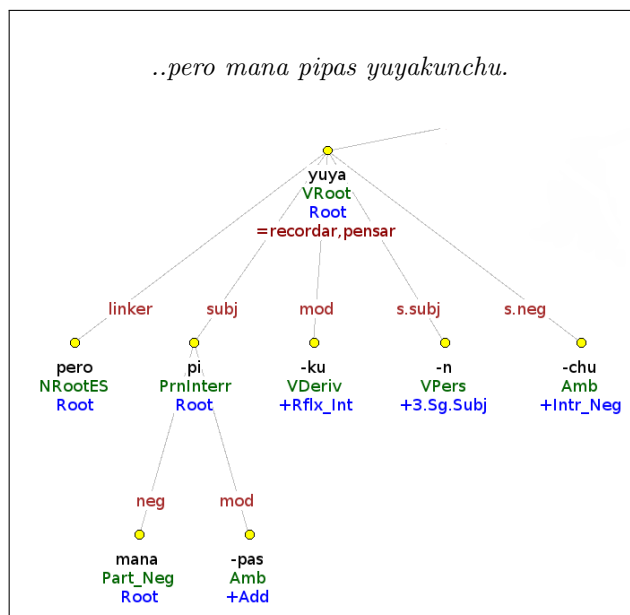 ..pero mana pipas yuyakunchu.
yuya
VRoot
Root
=recordar,pensar
linker subj mod s.subj s.neg
pero pi -ku -n -chu
NRootES PrnInterr VDeriv VPers Amb
Root Root +Rflx_Int +3.Sg.Subj +Intr_Neg
neg mod
mana -pas
Part_Neg Amb
Root +Add